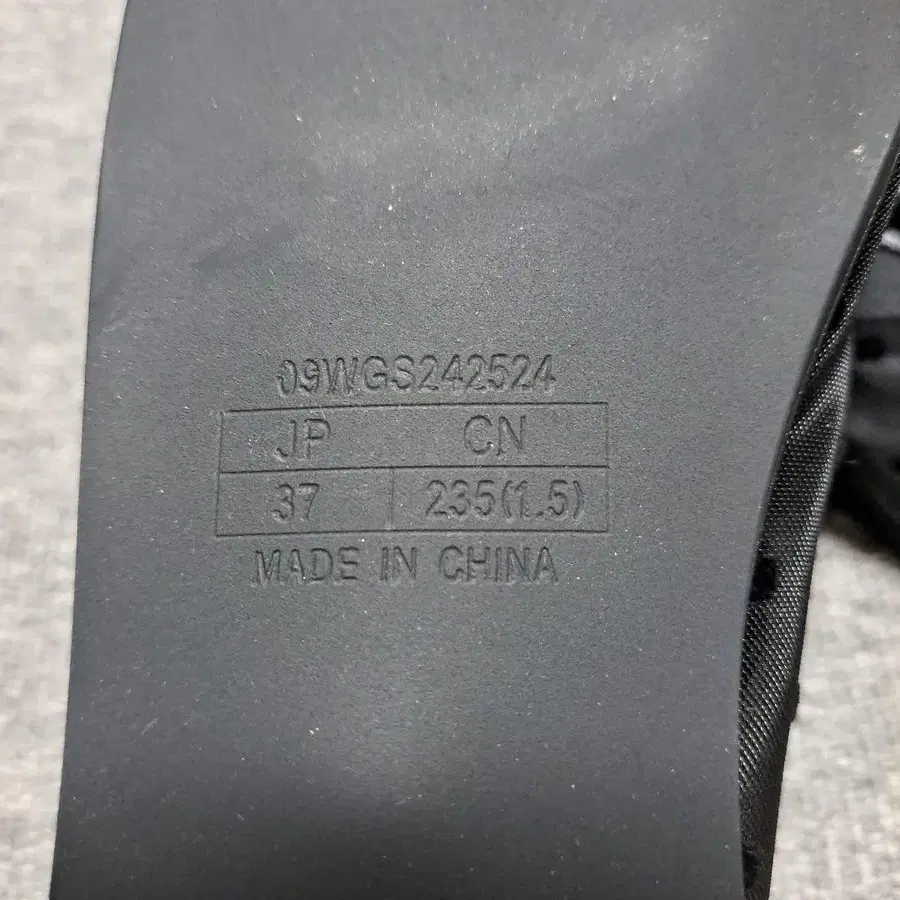 09WGS242524
JP CN
37 235(1.5)
MADE IN CHINA